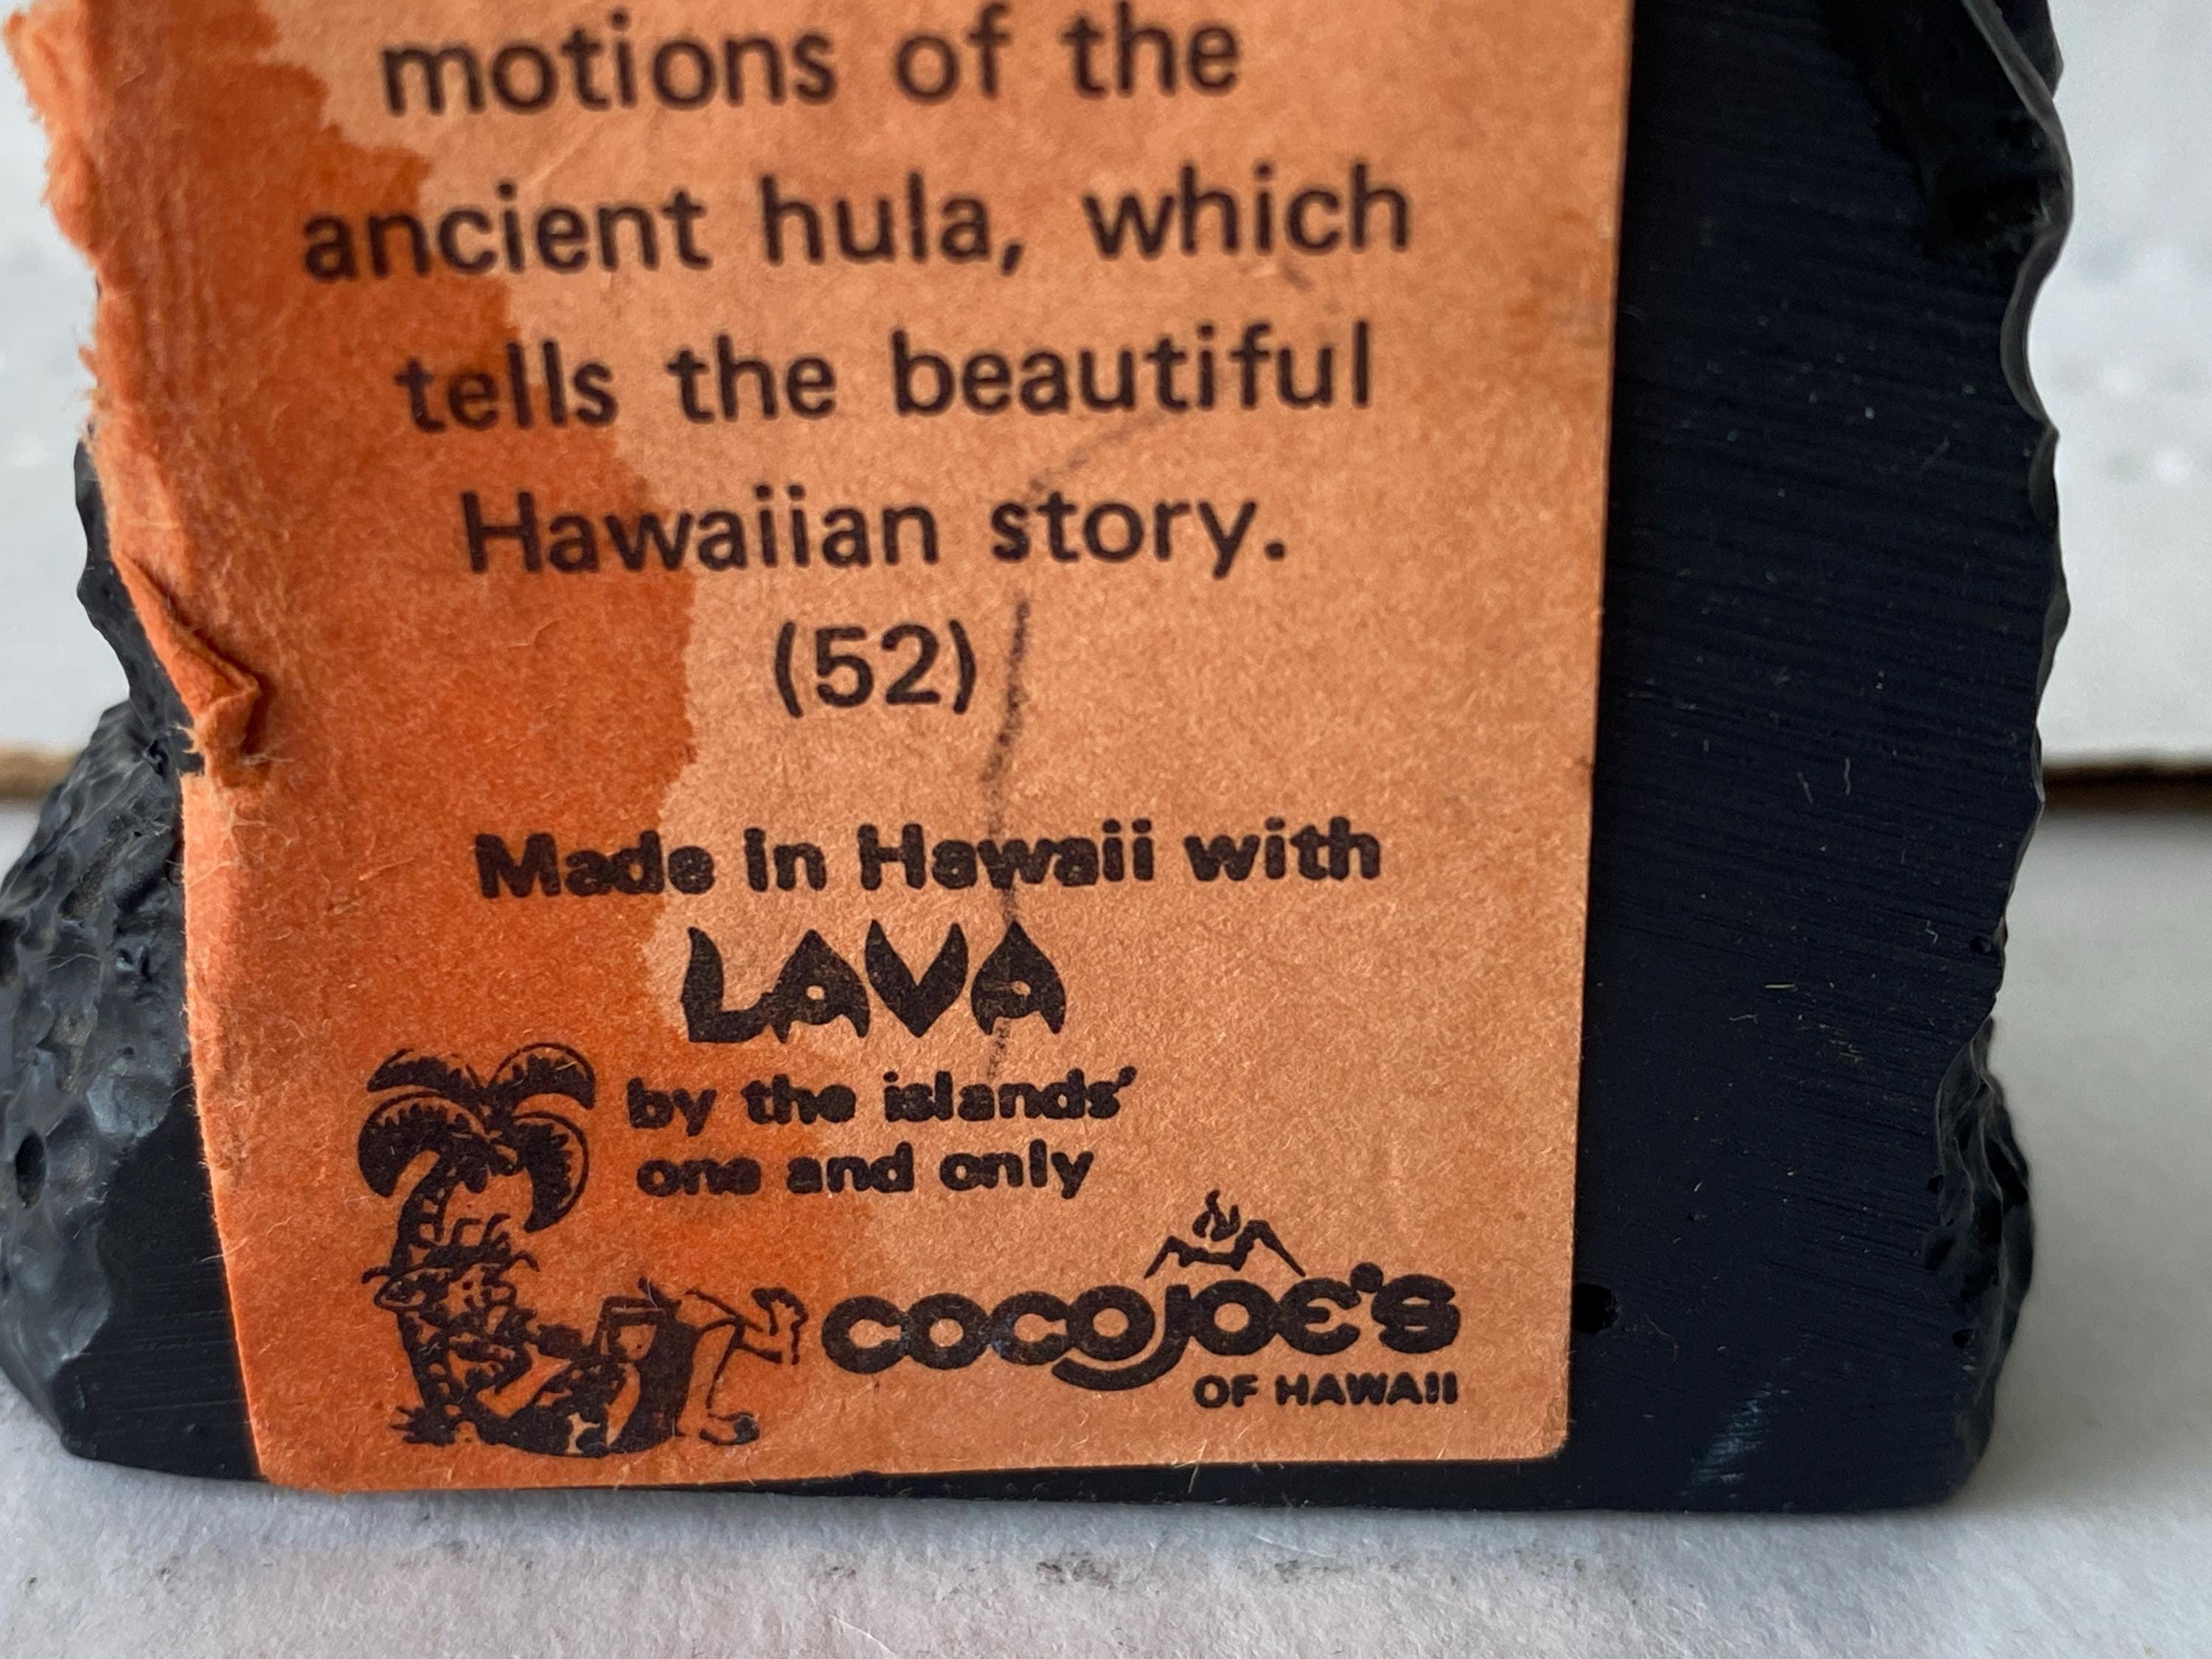 motions of the
ancient hula, which
tells the beautiful
Hawaiian story.
(52)
Made in Hawaii with
LAVA
by the islands'
one and only
COCOJOE'S
OF HAWAII